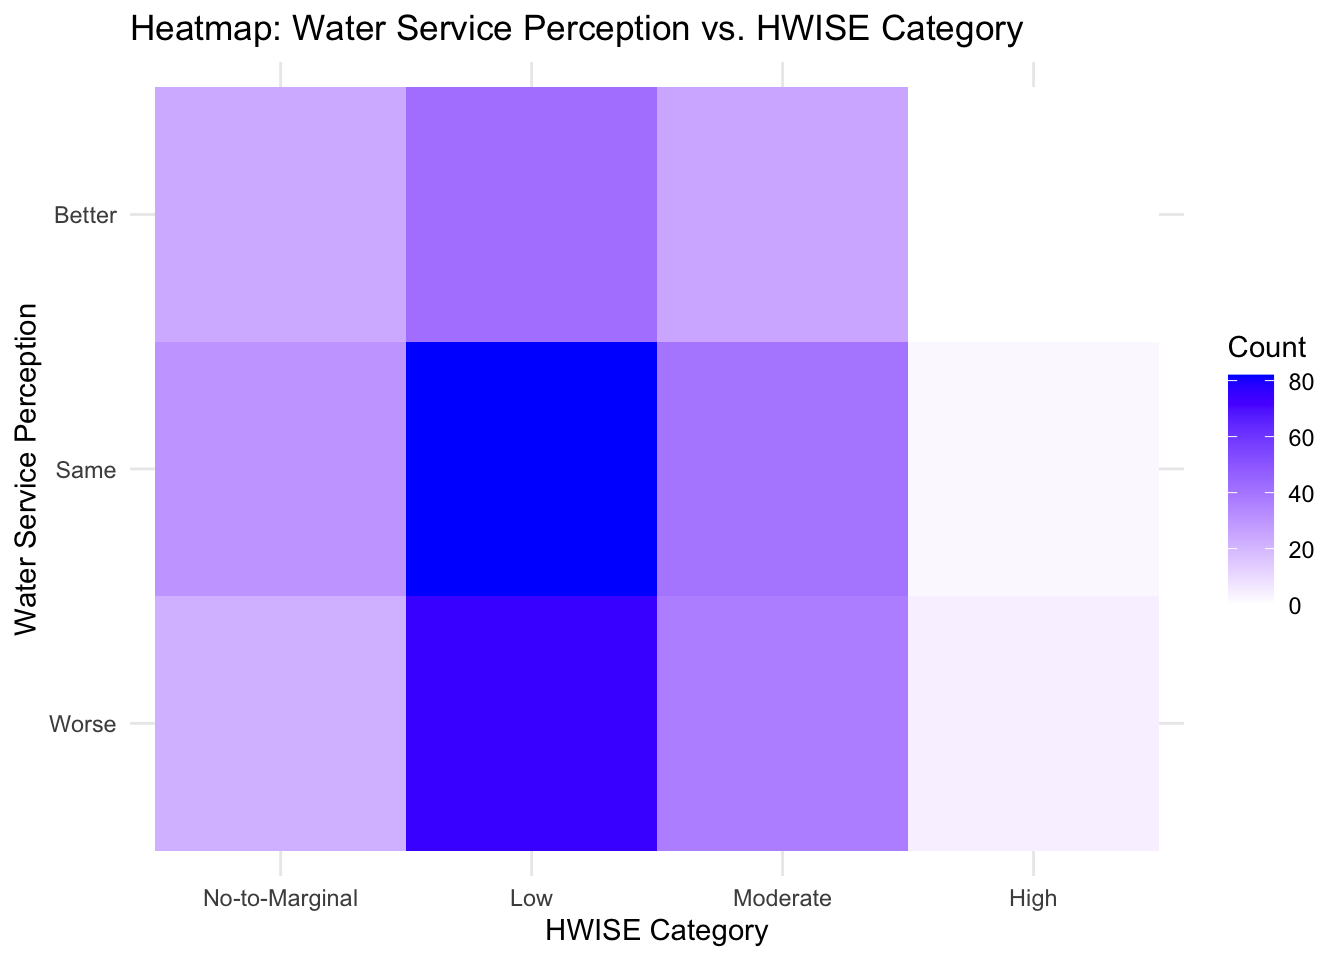 Heatmap: Water Service Perception vs. HWISE Category
Water Service Perception
Better
Same
Worse
No-to-Marginal
Low
Moderate
High
HWISE Category
Count
80
60
40
20
0